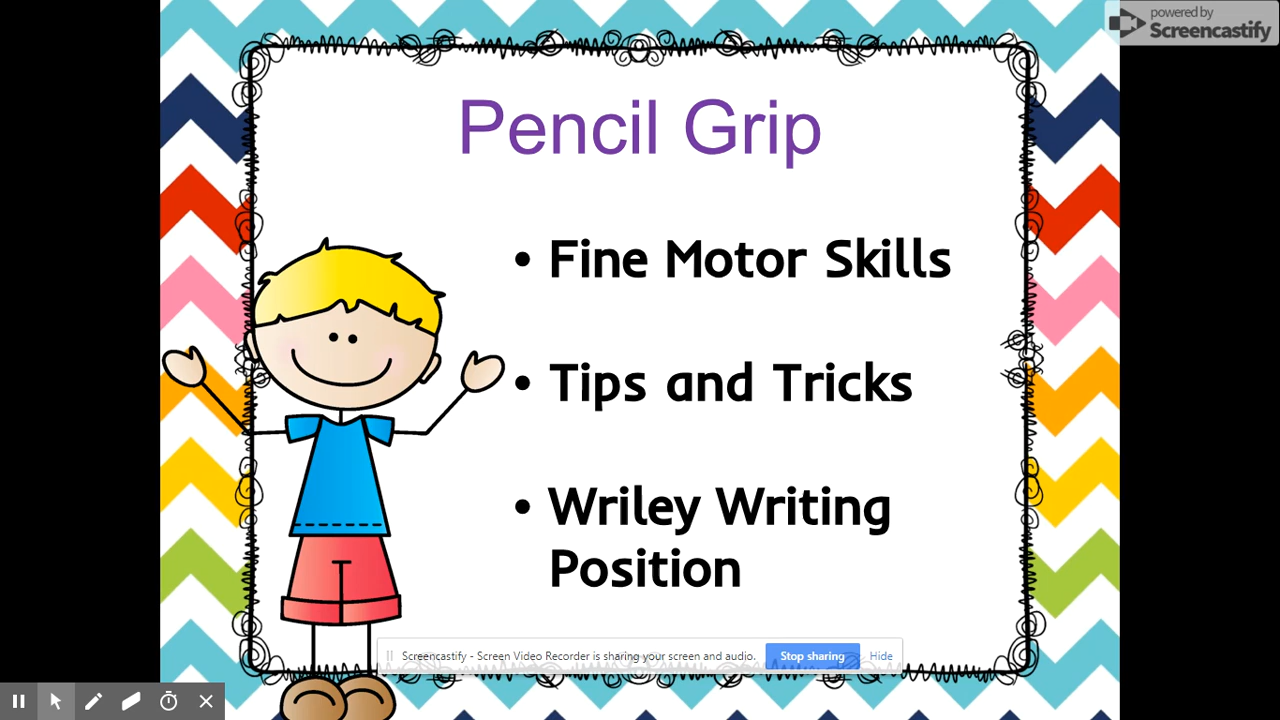 powered by
Screencastify
Pencil Grip
• Fine Motor Skills
• Tips and Tricks
• Wriley Writing
Position
Screencastify - Screen Video Recorder is sharing your screen and audio. Stop sharing Hide